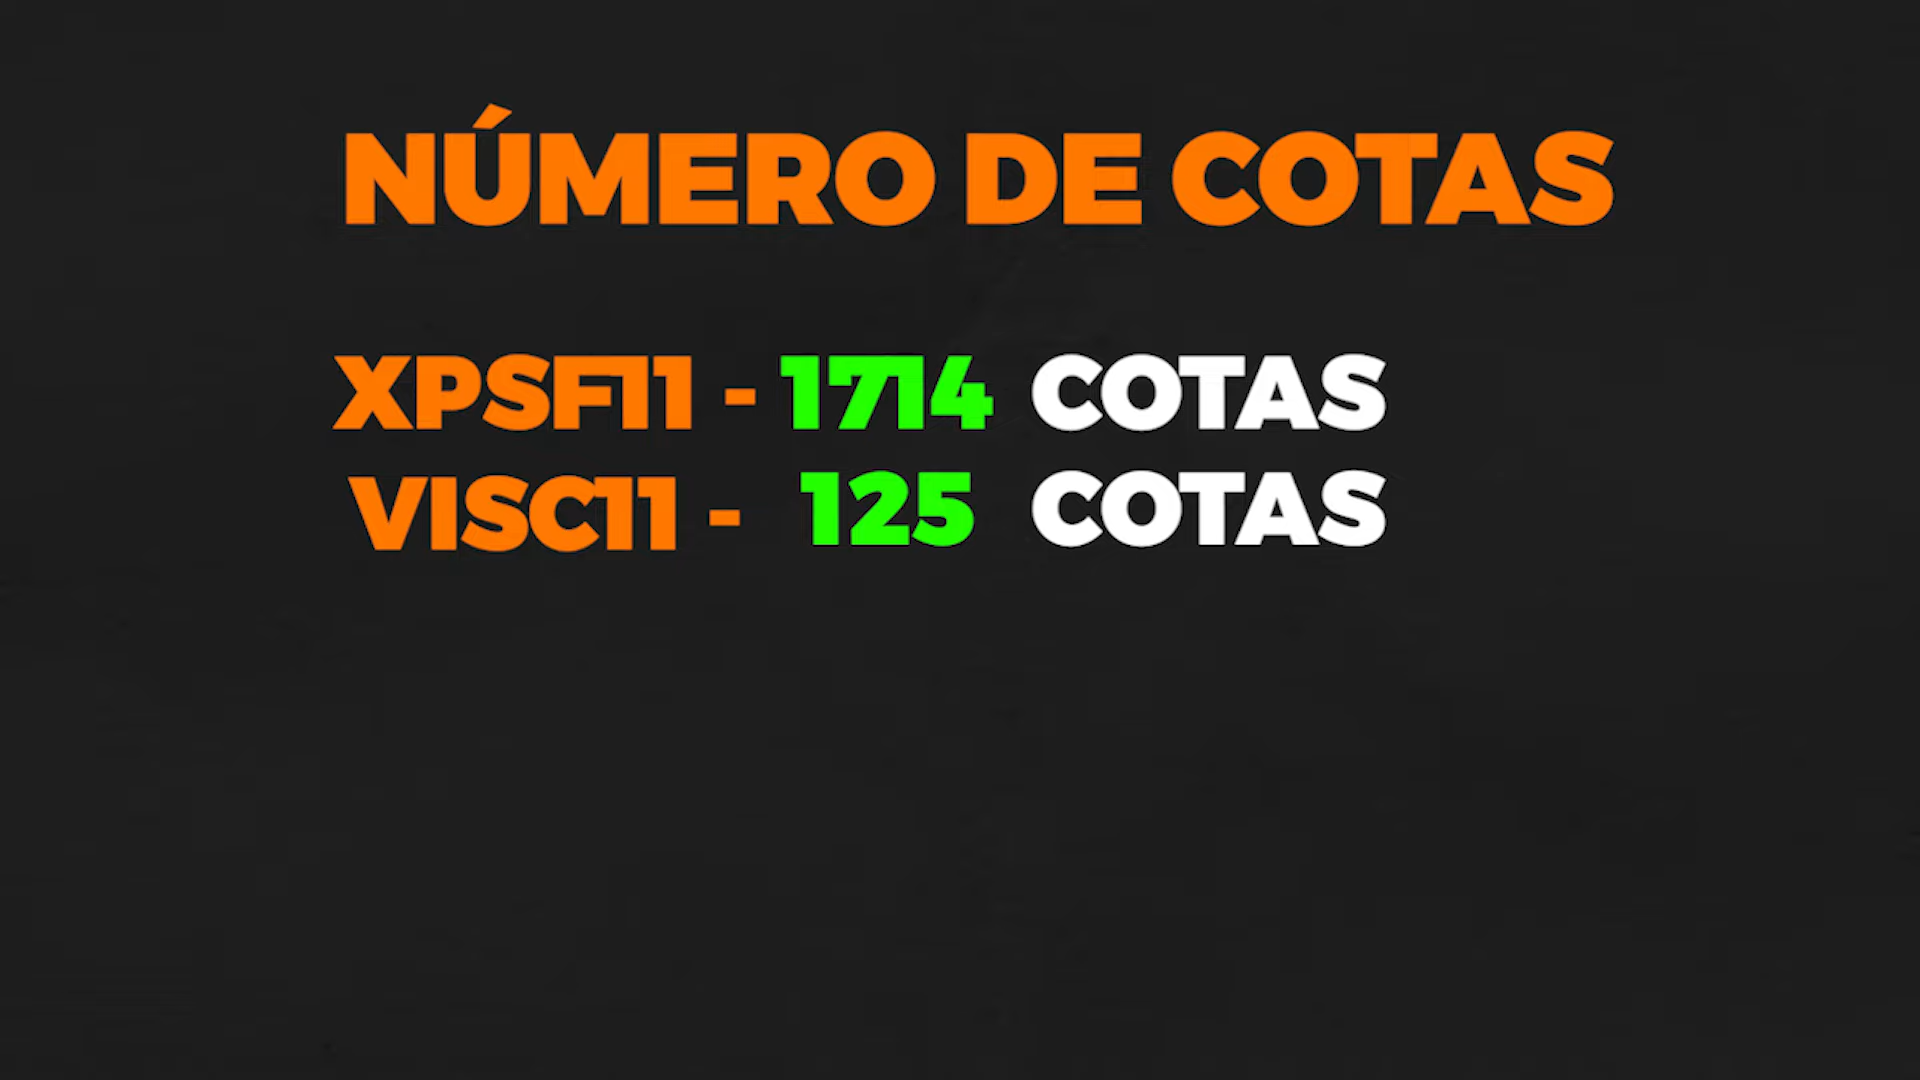 NÚMERO DE COTAS
XPSF11 - 1714 COTAS
VISC11 - 125 COTAS